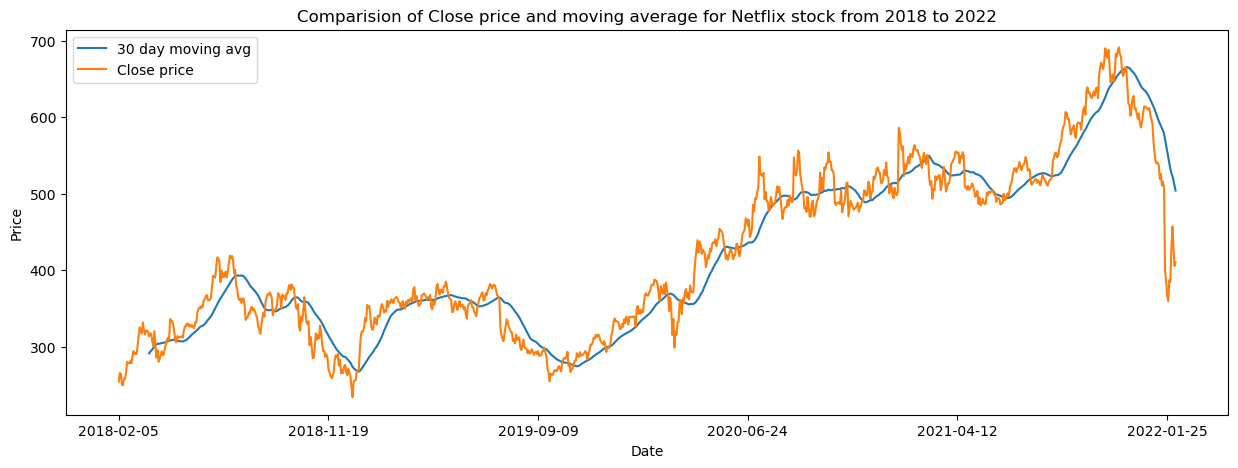 Comparision of Close price and moving average for Netflix stock from 2018 to 2022
30 day moving avg
Close price
Price
700
600
500
400
300
2018-02-05 2018-11-19 2019-09-09 2020-06-24 2021-04-12 2022-01-25
Date